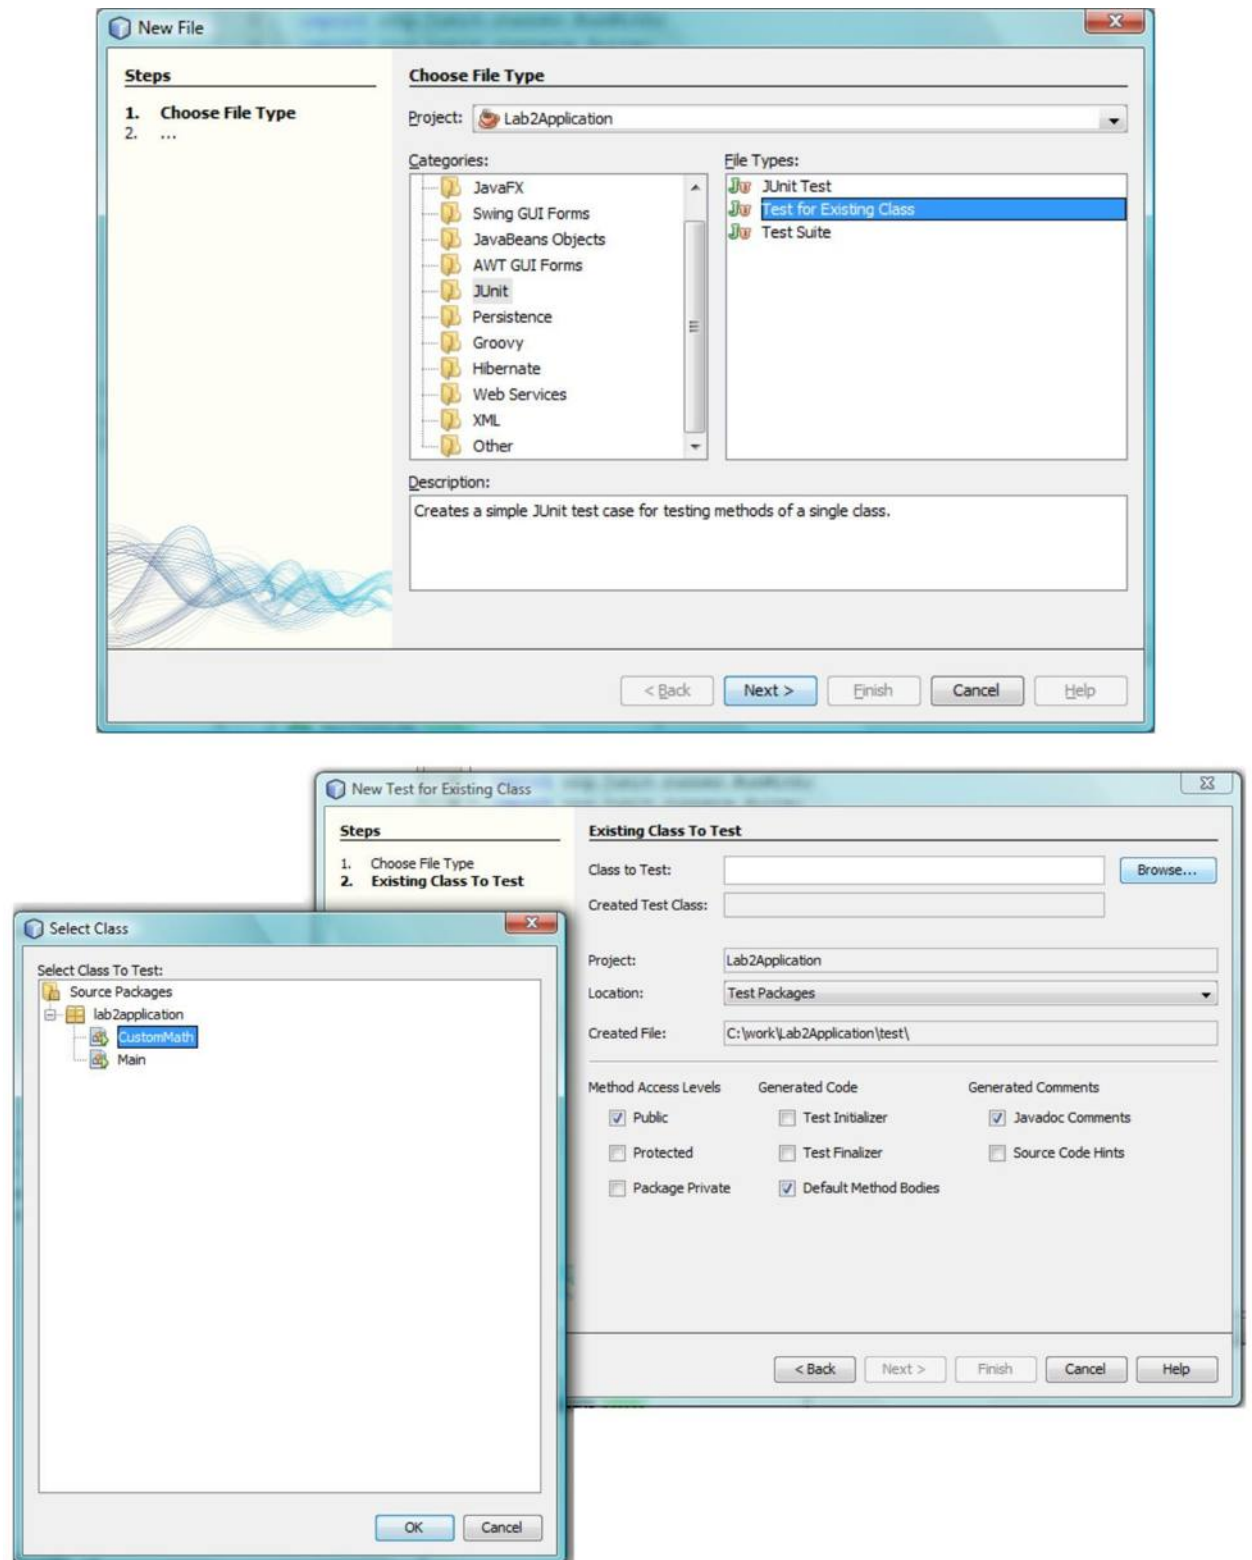 New File
Steps
1. Choose File Type
2. ...
Choose File Type
Project: Lab2Application
Categories:
JavaFX
Swing GUI Forms
JavaBeans Objects
AWT GUI Forms
JUnit
Persistence
Groovy
Hibernate
Web Services
XML
Other
File Types:
JUnit Test
Test for Existing Class
Test Suite
Description:
Creates a simple JUnit test case for testing methods of a single class.
< Back Next > Finish Cancel Help
New Test for Existing Class
Steps
1. Choose File Type
2. Existing Class To Test
Existing Class To Test
Class to Test: Browse...
Created Test Class:
Project: Lab2Application
Location: Test Packages
Created File: C:\work\Lab2Application\test\
Method Access Levels Generated Code Generated Comments
Public Test Initializer Javadoc Comments
Protected Test Finalizer Source Code Hints
Package Private Default Method Bodies
< Back Next > Finish Cancel Help
Select Class
Select Class To Test:
Source Packages
lab2application
CustomMath
Main
OK Cancel